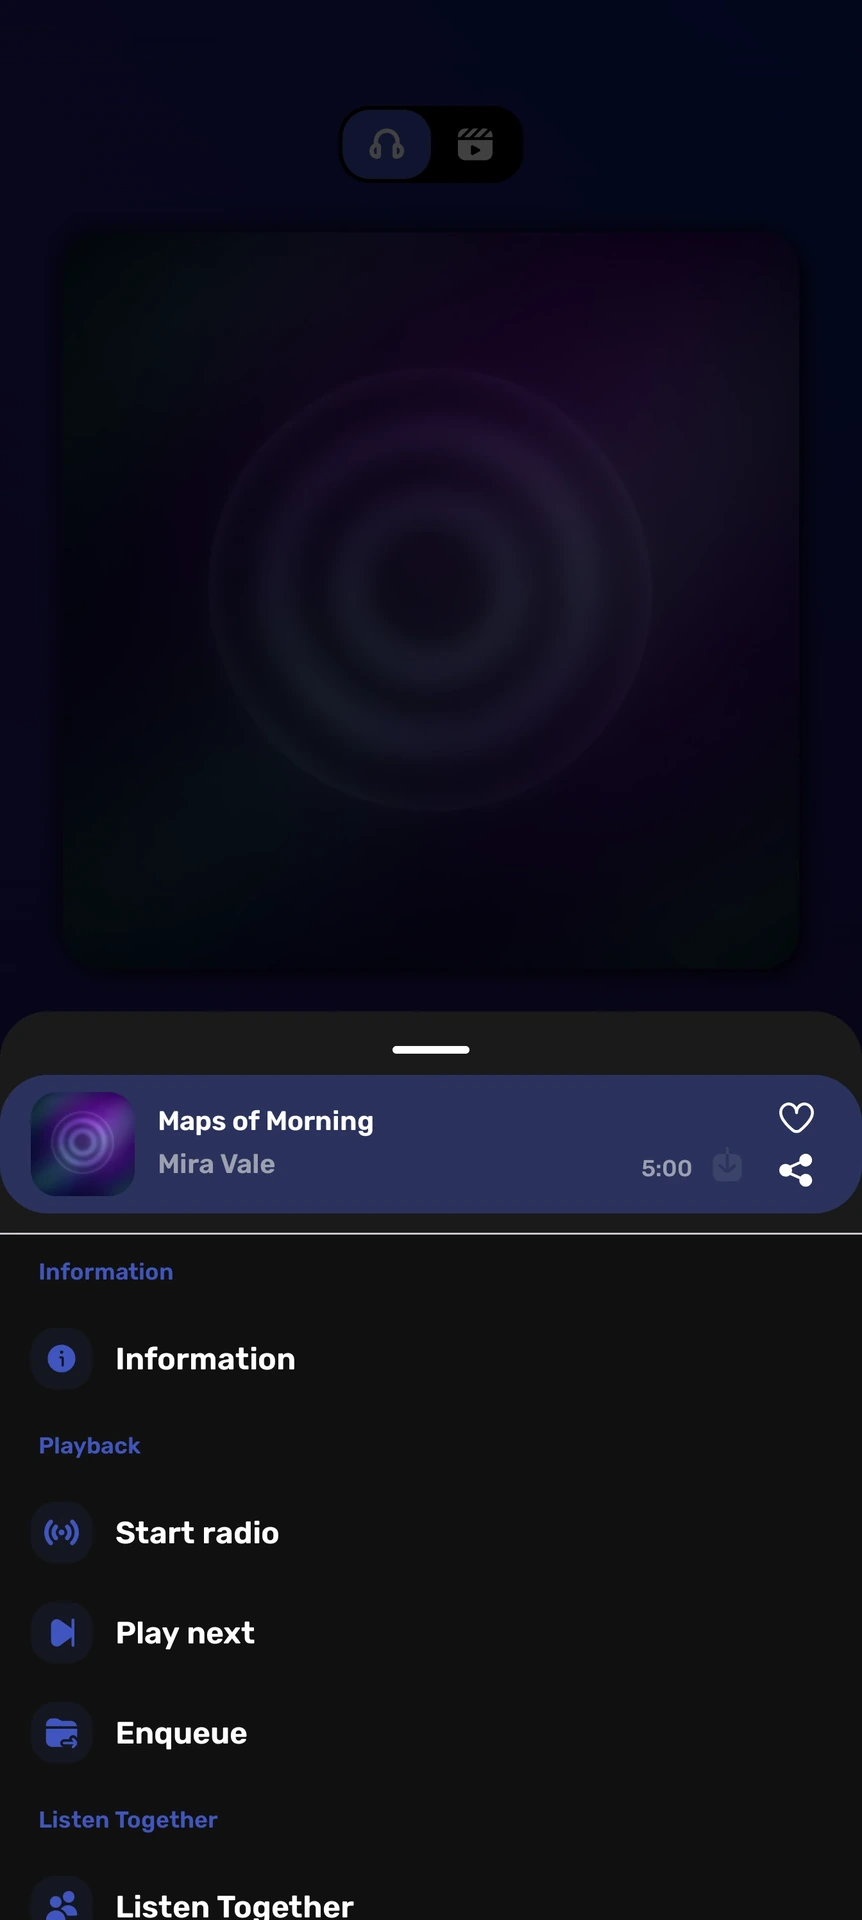 Maps of Morning
Mira Vale
5:00
Information
Information
Playback
Start radio
Play next
Enqueue
Listen Together
Listen Together